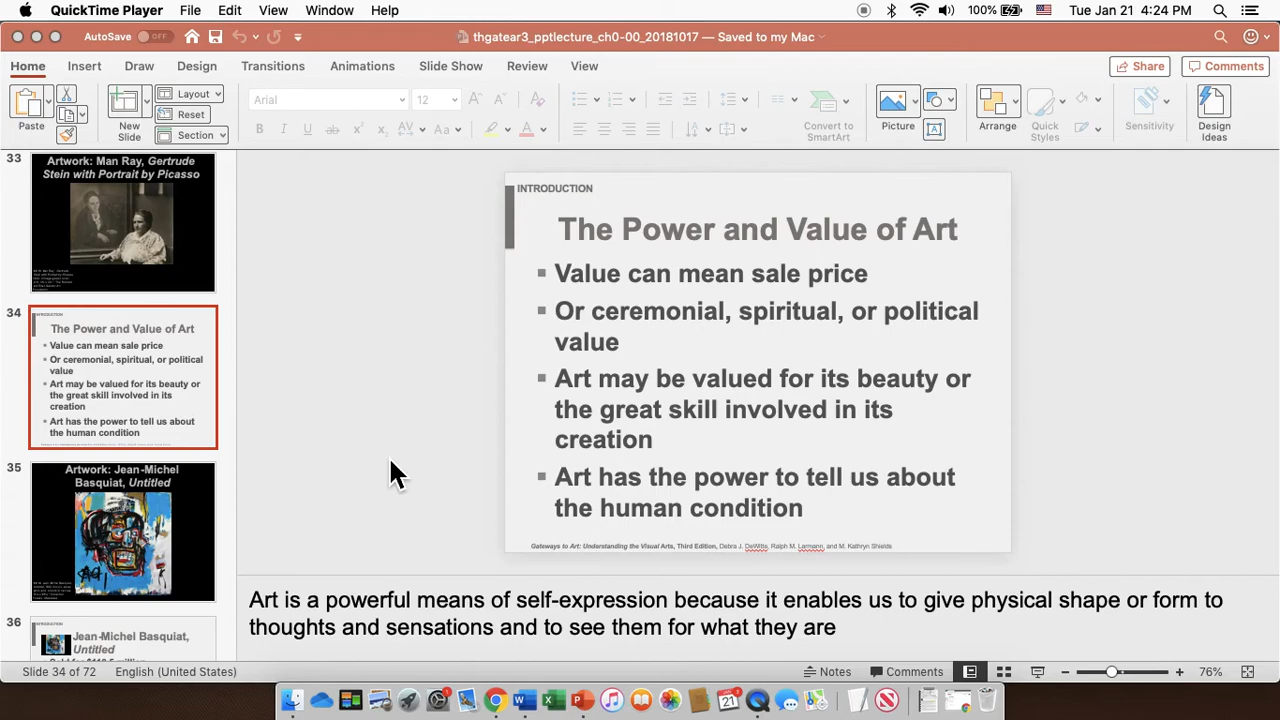 QuickTime Player File Edit View Window Help 100% Tue Jan 21 4:24 PM
AutoSave OFF thgatear3_pptlecture_ch0-00_20181017 — Saved to my Mac
Home Insert Draw Design Transitions Animations Slide Show Review View Share Comments
Paste New Slide Layout Reset Section Arial 12 Convert to SmartArt Picture Arrange Quick Styles Sensitivity Design Ideas
33
Artwork: Man Ray, Gertrude
Stein with Portrait by Picasso
34
INTRODUCTION
The Power and Value of Art
Value can mean sale price
Or ceremonial, spiritual, or political
value
Art may be valued for its beauty or
the great skill involved in its
creation
Art has the power to tell us about
the human condition
35
Artwork: Jean-Michel
Basquiat, Untitled
36
Jean-Michel Basquiat,
Untitled
INTRODUCTION
The Power and Value of Art
Value can mean sale price
Or ceremonial, spiritual, or political
value
Art may be valued for its beauty or
the great skill involved in its
creation
Art has the power to tell us about
the human condition
Gateways to Art: Understanding the Visual Arts, Third Edition, Debra J. DeWitte, Ralph M. Larmann, and M. Kathryn Shields
Art is a powerful means of self-expression because it enables us to give physical shape or form to
thoughts and sensations and to see them for what they are
Slide 34 of 72 English (United States) Notes Comments 76%